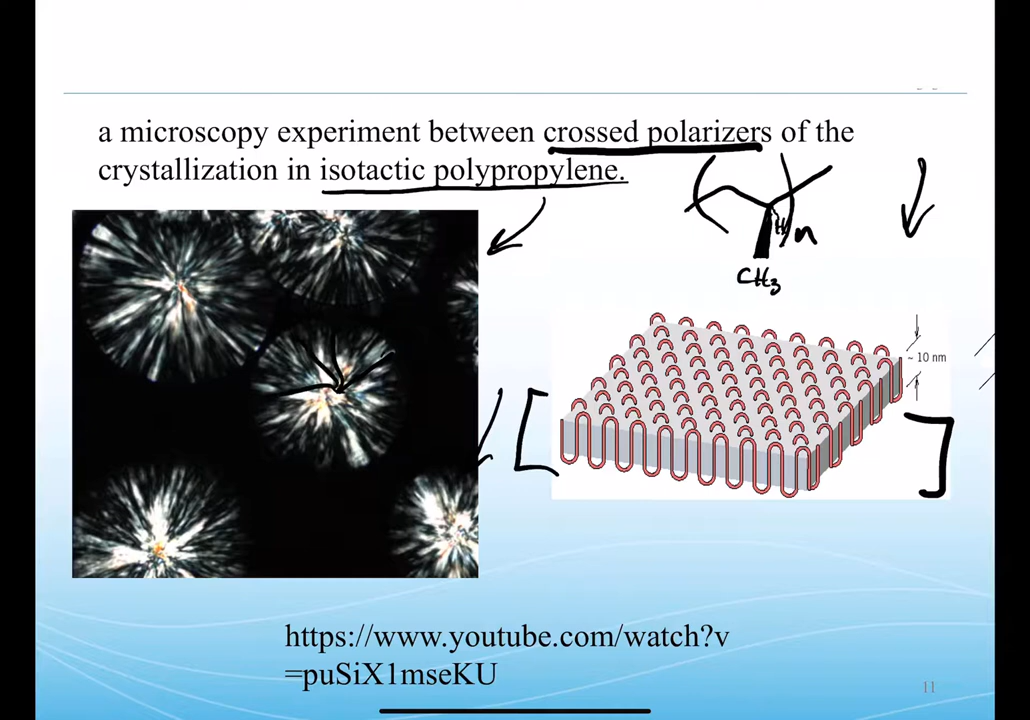 a microscopy experiment between crossed polarizers of the
crystallization in isotactic polypropylene.
n
CH3
~ 10 nm
https://www.youtube.com/watch?v
=puSiX1mseKU
11